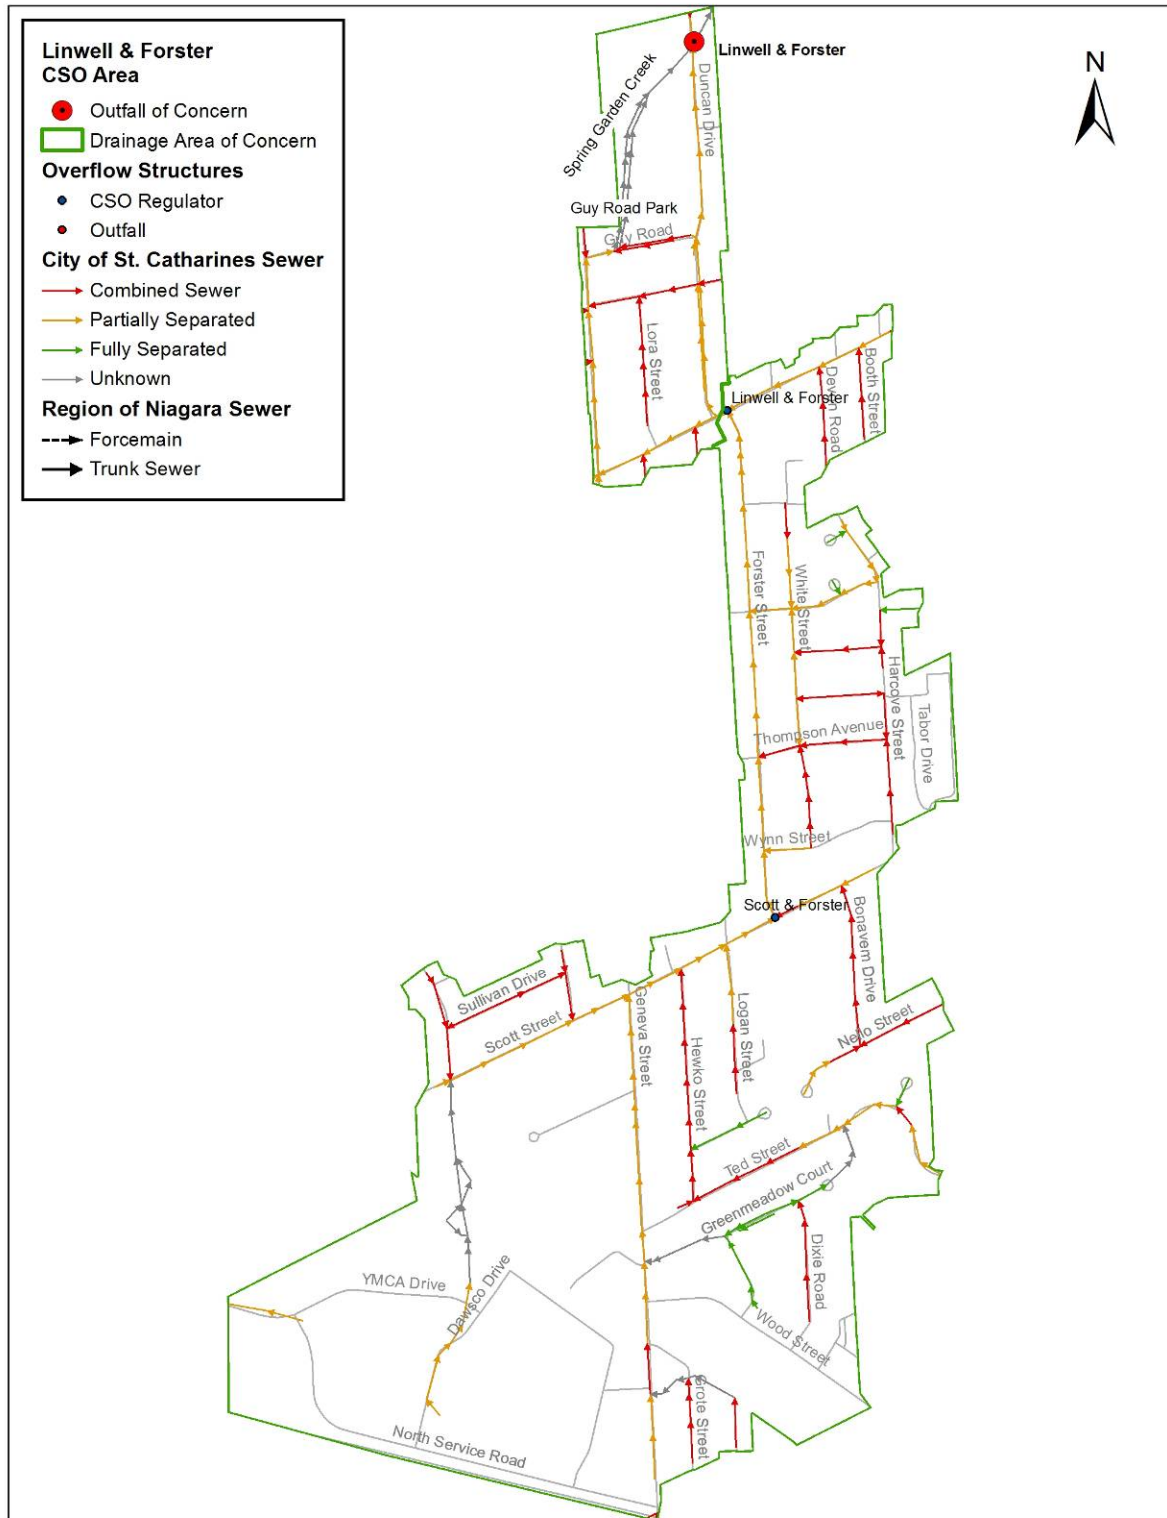 Linwell & Forster
CSO Area
Outfall of Concern
Drainage Area of Concern
Overflow Structures
CSO Regulator
Outfall
City of St. Catharines Sewer
Combined Sewer
Partially Separated
Fully Separated
Unknown
Region of Niagara Sewer
Forcemain
Trunk Sewer
N
Linwell & Forster
Spring Garden Creek
Duncan Drive
Guy Road Park
Guy Road
Lora Street
Linwell & Forster
Devon Road
Booth Street
Forster Street
White Street
Harcove Street
Tabor Drive
Thompson Avenue
Wynn Street
Scott & Forster
Bonavem Drive
Sullivan Drive
Scott Street
Geneva Street
Hewko Street
Logan Street
Nello Street
Ted Street
Greenmeadow Court
Dixie Road
YMCA Drive
Dawsco Drive
Wood Street
Grote Street
North Service Road